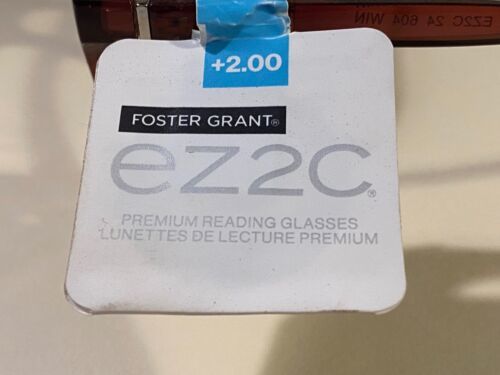 EZ2C 24 604 WIN
+2.00
FOSTER GRANT®
ez2c®
PREMIUM READING GLASSES
LUNETTES DE LECTURE PREMIUM